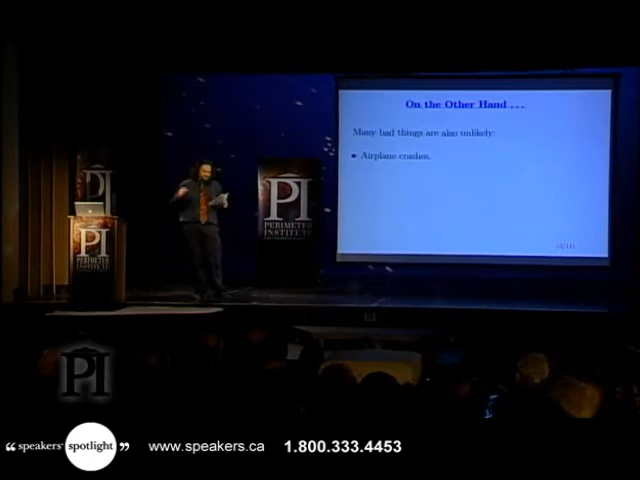 On the Other Hand . . .
Many bad things are also unlikely:
• Airplane crashes.
PI
PI
PERIMETER
INSTITUTE
PI
PERIMETER
INSTITUTE
PI
“speakers’ spotlight” www.speakers.ca 1.800.333.4453